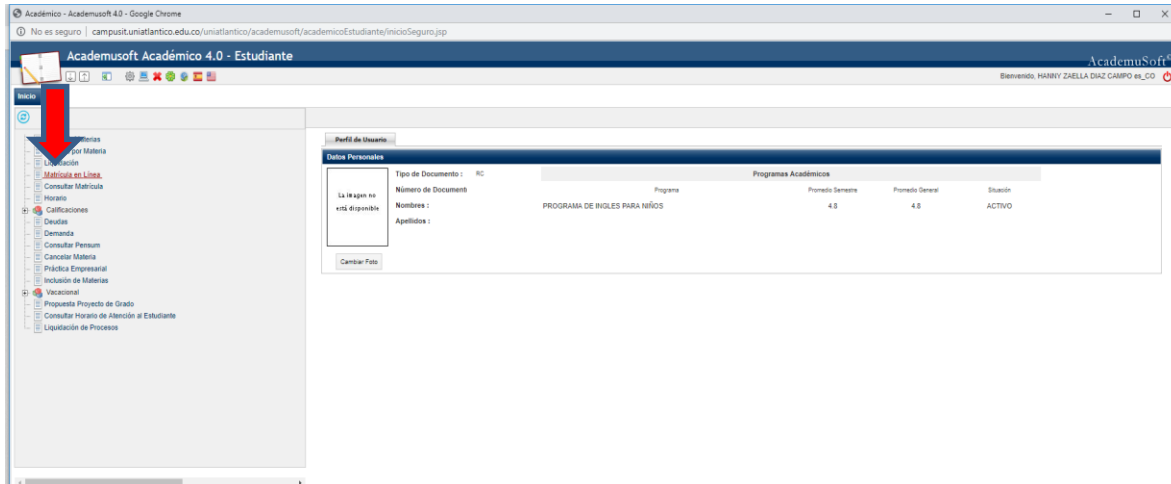 Académico - Academusoft 4.0 - Google Chrome
No es seguro | campusit.uniatlantico.edu.co/uniatlantico/academusoft/academicoEstudiante/inicioSeguro.jsp
Academusoft Académico 4.0 - Estudiante
AcademuSoft
Bienvenido, HANNY ZAELLA DIAZ CAMPO es_CO
Inicio
por Materia
Matrícula en Línea
Consultar Matrícula
Horario
Calificaciones
Deudas
Demanda
Consultar Pensum
Cancelar Materia
Práctica Empresarial
Inclusión de Materias
Vacacional
Propuesta Proyecto de Grado
Consultar Horario de Atención al Estudiante
Liquidación de Procesos
Perfil de Usuario
Datos Personales
La imagen no
está disponible
Cambiar Foto
Tipo de Documento : RC
Número de Documento
Nombres :
Apellidos :
Programas Académicos
Programa Promedio Semestre Promedio General Situación
PROGRAMA DE INGLES PARA NIÑOS 4.8 4.8 ACTIVO